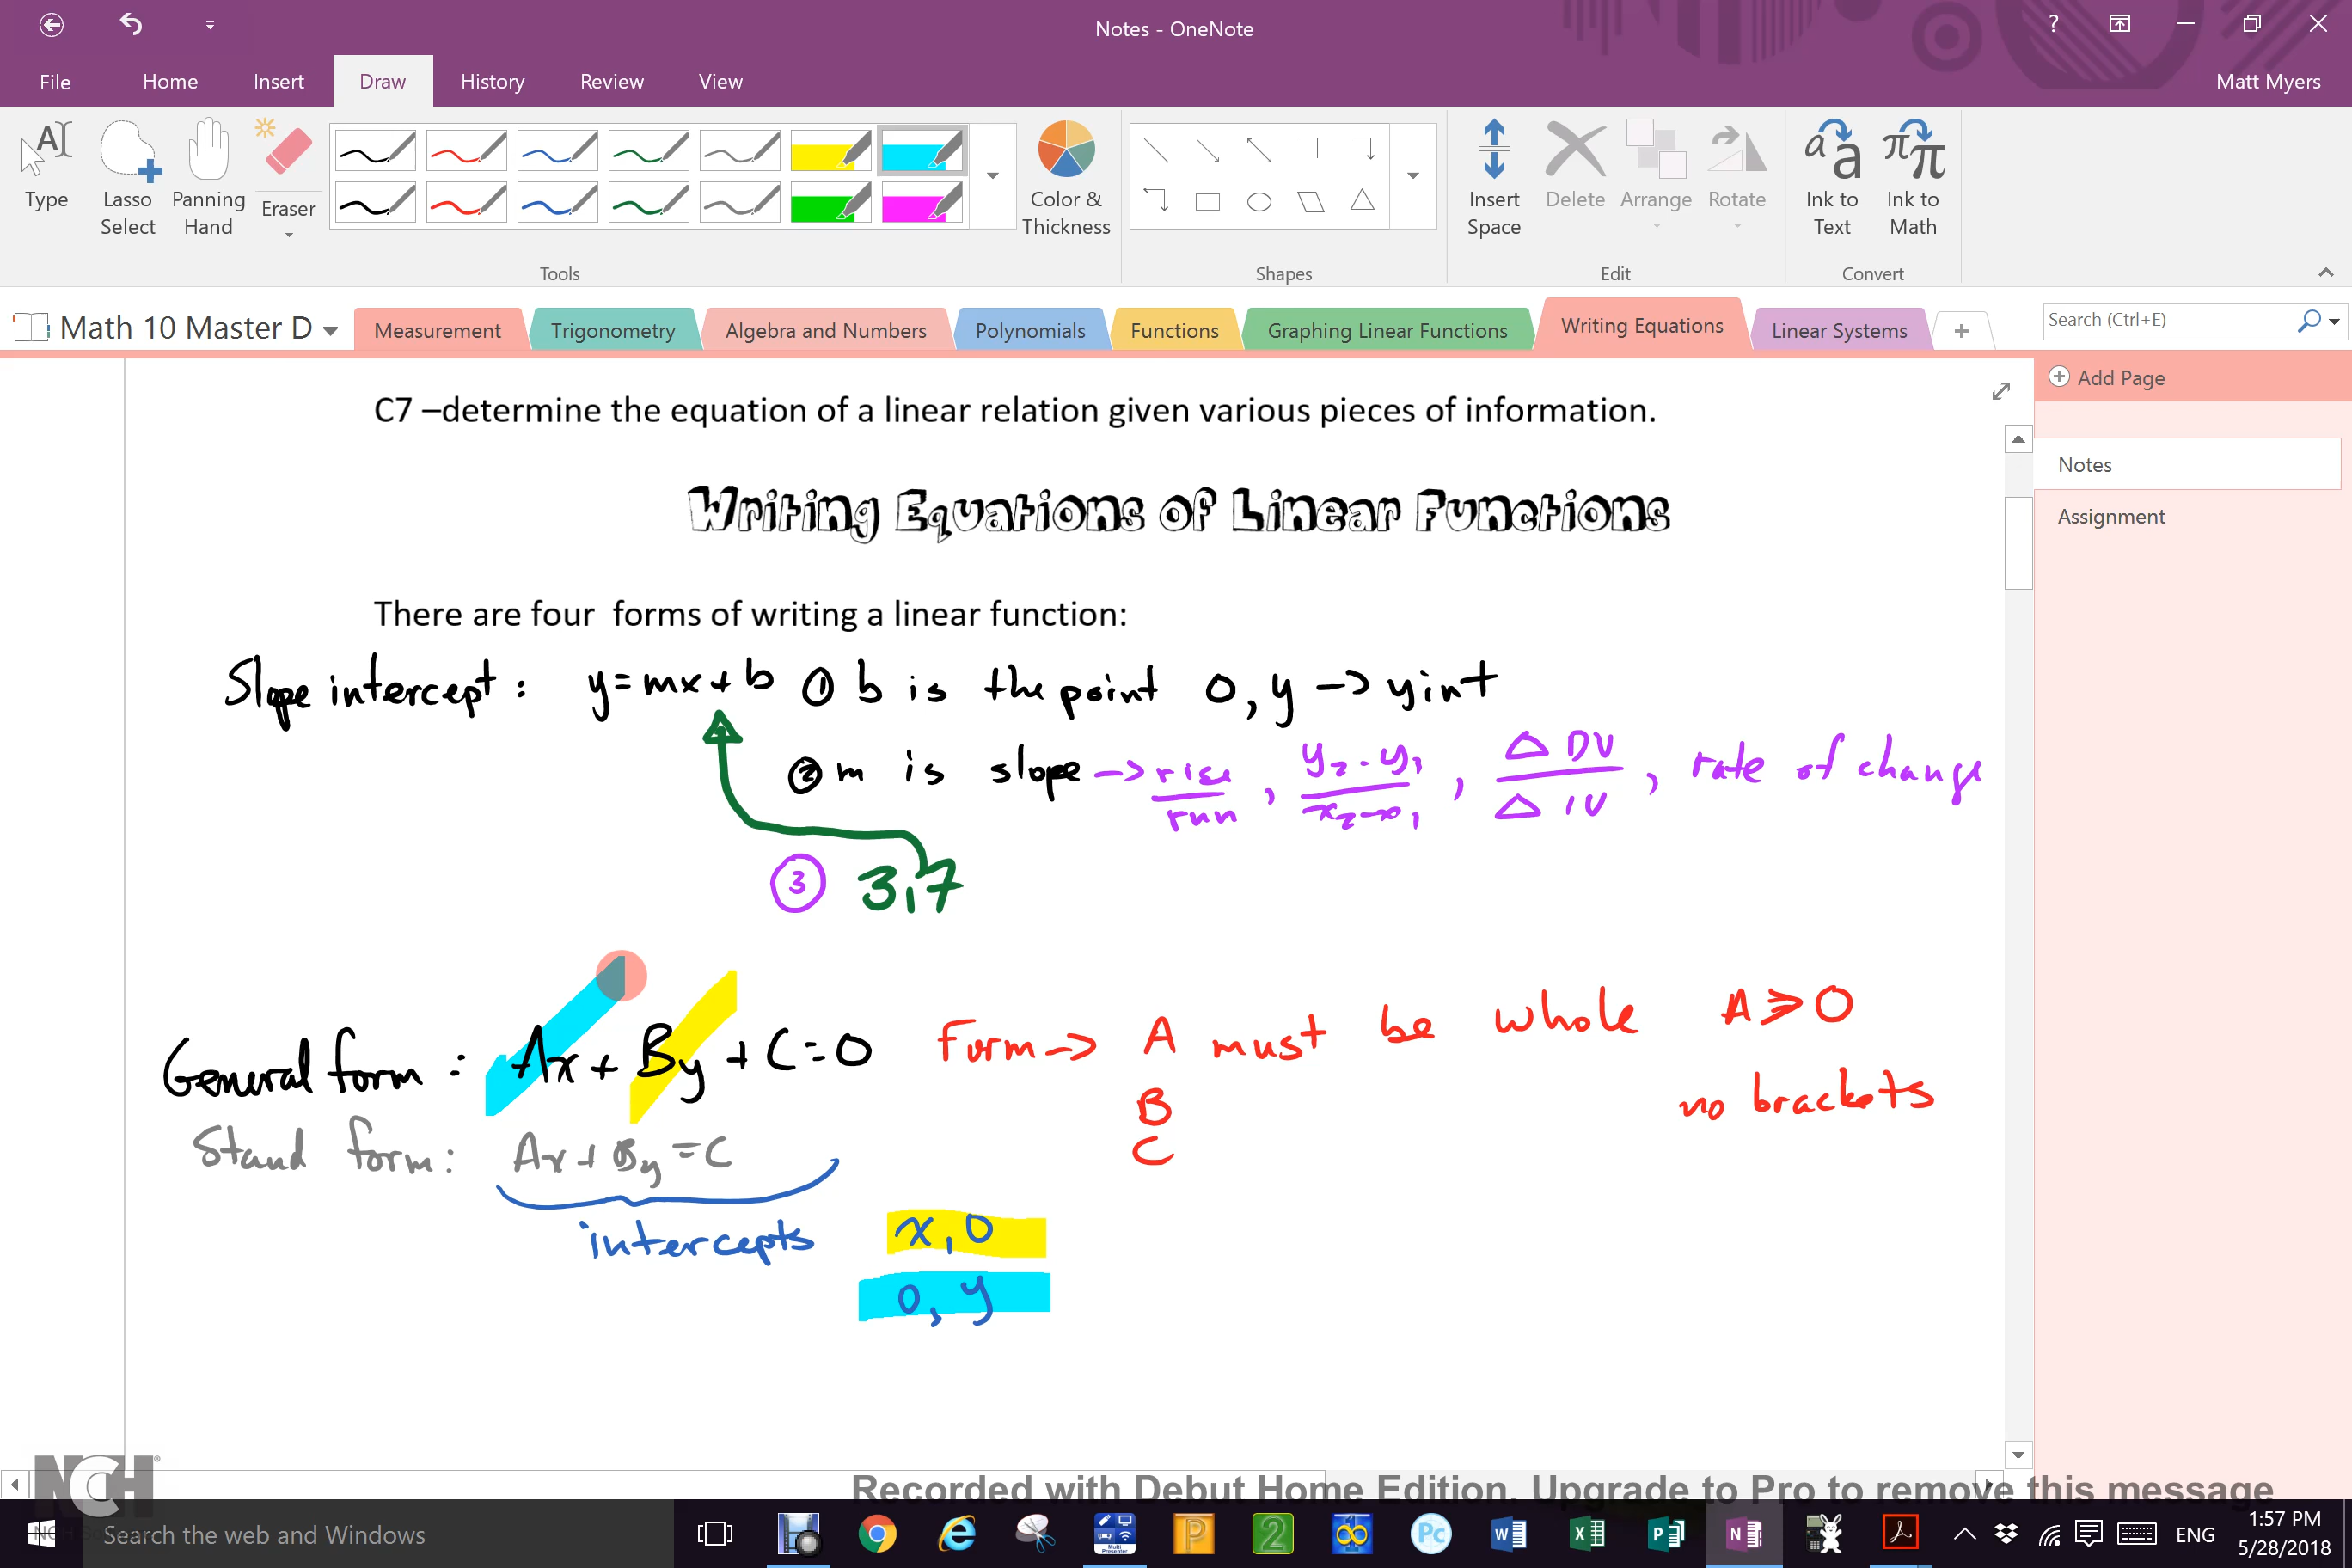 Notes - OneNote
File Home Insert Draw History Review View Matt Myers
Type Lasso Select Panning Hand Eraser Color & Thickness Insert Space Delete Arrange Rotate Ink to Text Ink to Math
Tools Shapes Edit Convert
Math 10 Master D Measurement Trigonometry Algebra and Numbers Polynomials Functions Graphing Linear Functions Writing Equations Linear Systems Search (Ctrl+E)
Add Page
Notes
Assignment
C7 –determine the equation of a linear relation given various pieces of information.
Writing Equations of Linear Functions
There are four forms of writing a linear function:
Slope intercept: y=mx+b ① b is the point 0, y -> y int
② m is slope -> rise/run, y₂-y₁/x₂-x₁, Δ DV/Δ IV, rate of change
③ 3,7
General form: Ax + By + C = 0 Form -> A must be whole A ≥ 0
B no brackets
C
Stand form: Ax + By = C
intercepts x, 0
0, y
NCH
Recorded with Debut Home Edition. Upgrade to Pro to remove this message
Search the web and Windows ENG 1:57 PM
5/28/2018